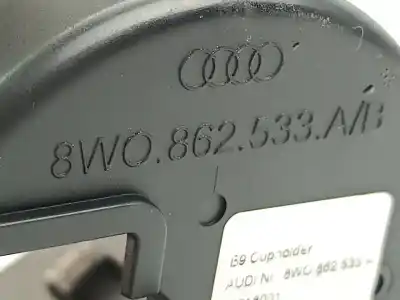 8W0.862.533.A/B
B9 Cupholder
AUDI Nr. 8W0 862 533